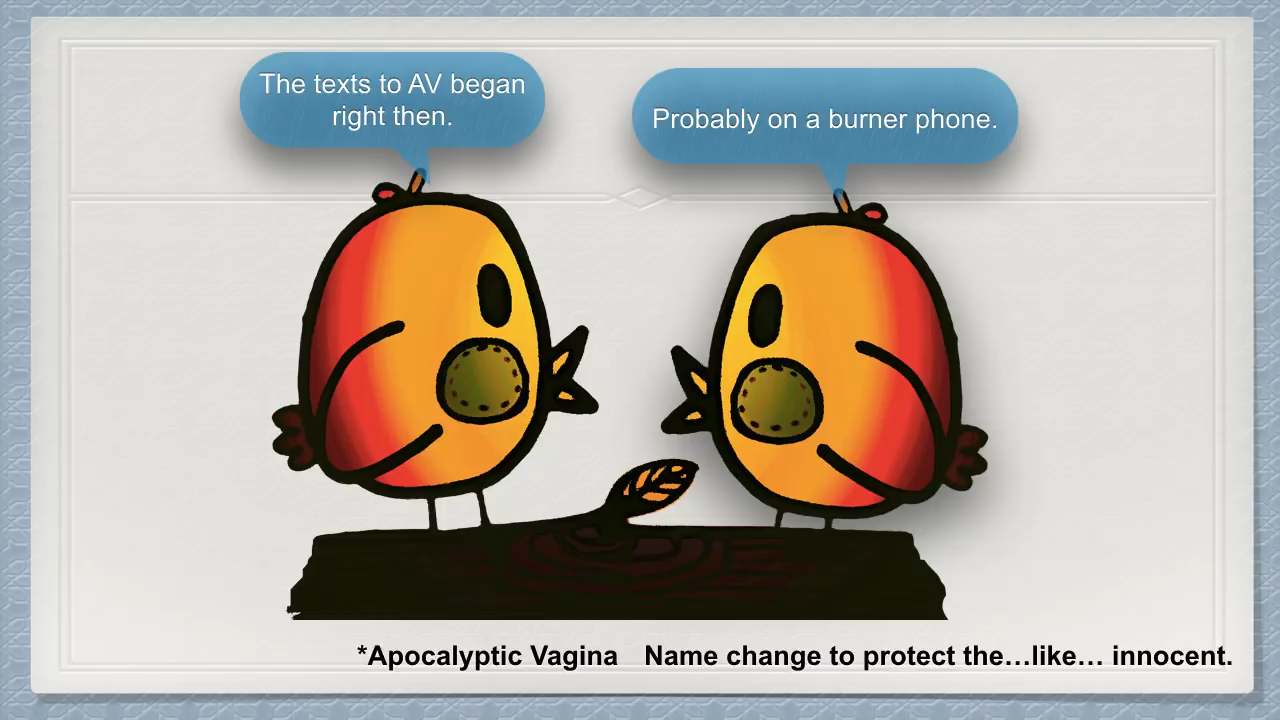 The texts to AV began
right then.
Probably on a burner phone.
*Apocalyptic Vagina Name change to protect the…like… innocent.